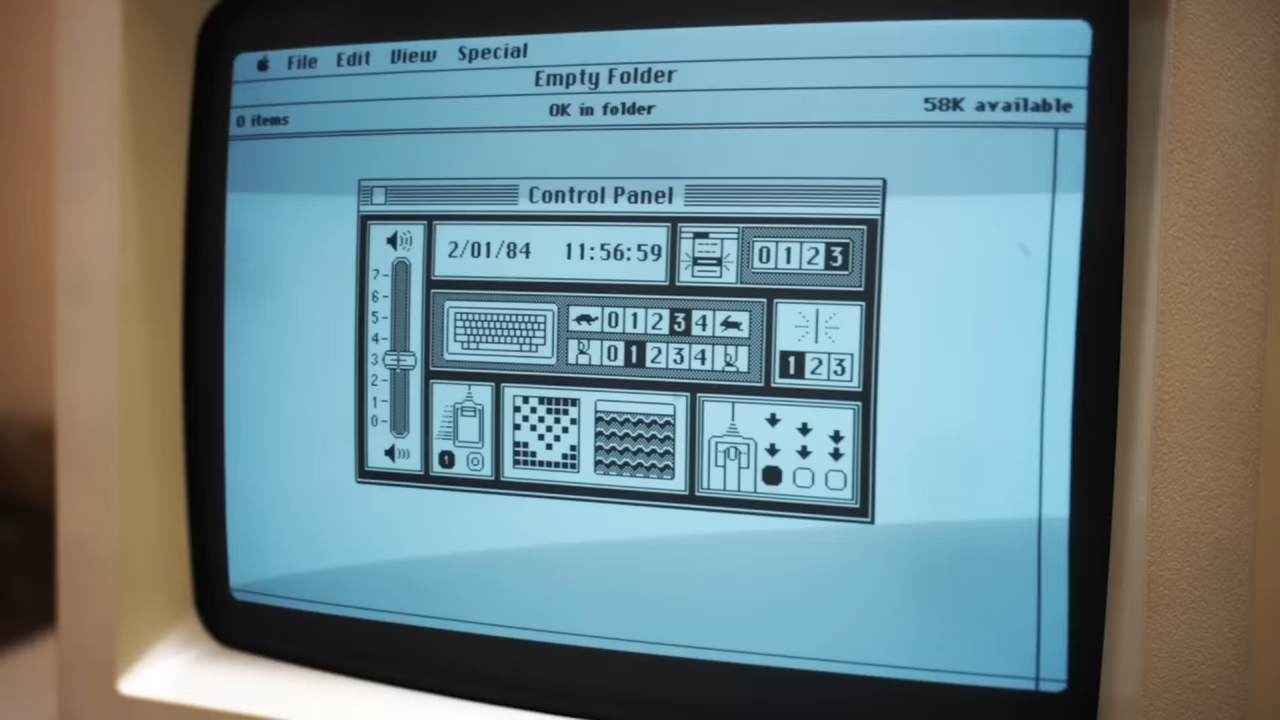 File Edit View Special
Empty Folder
0 items 0K in folder 58K available
Control Panel
2/01/84 11:56:59
0 1 2 3
7
6
5
4
3
2
1
0
0 1 2 3 4
0 1 2 3 4
1 2 3
1 0